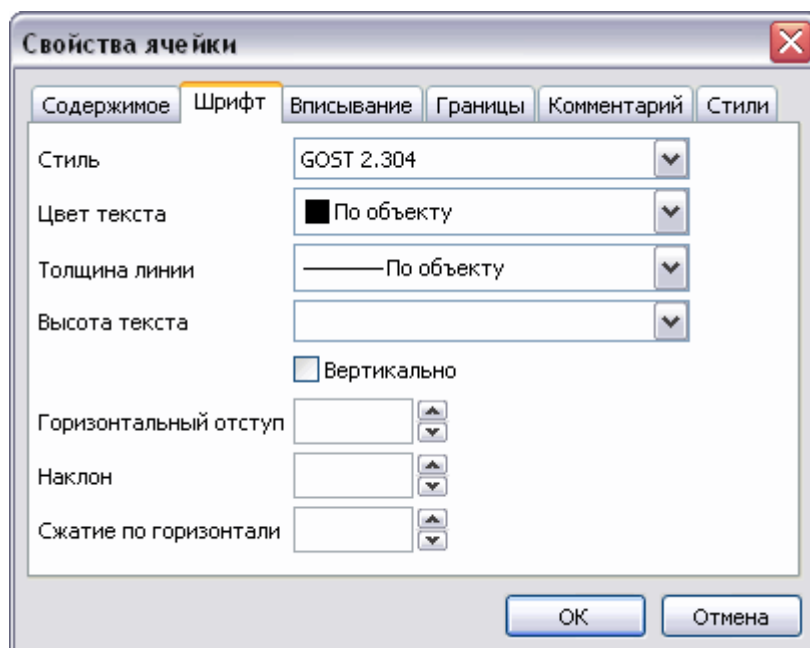 Свойства ячейки
Содержимое Шрифт Вписывание Границы Комментарий Стили
Стиль GOST 2.304
Цвет текста По объекту
Толщина линии По объекту
Высота текста
Вертикально
Горизонтальный отступ
Наклон
Сжатие по горизонтали
ОК Отмена